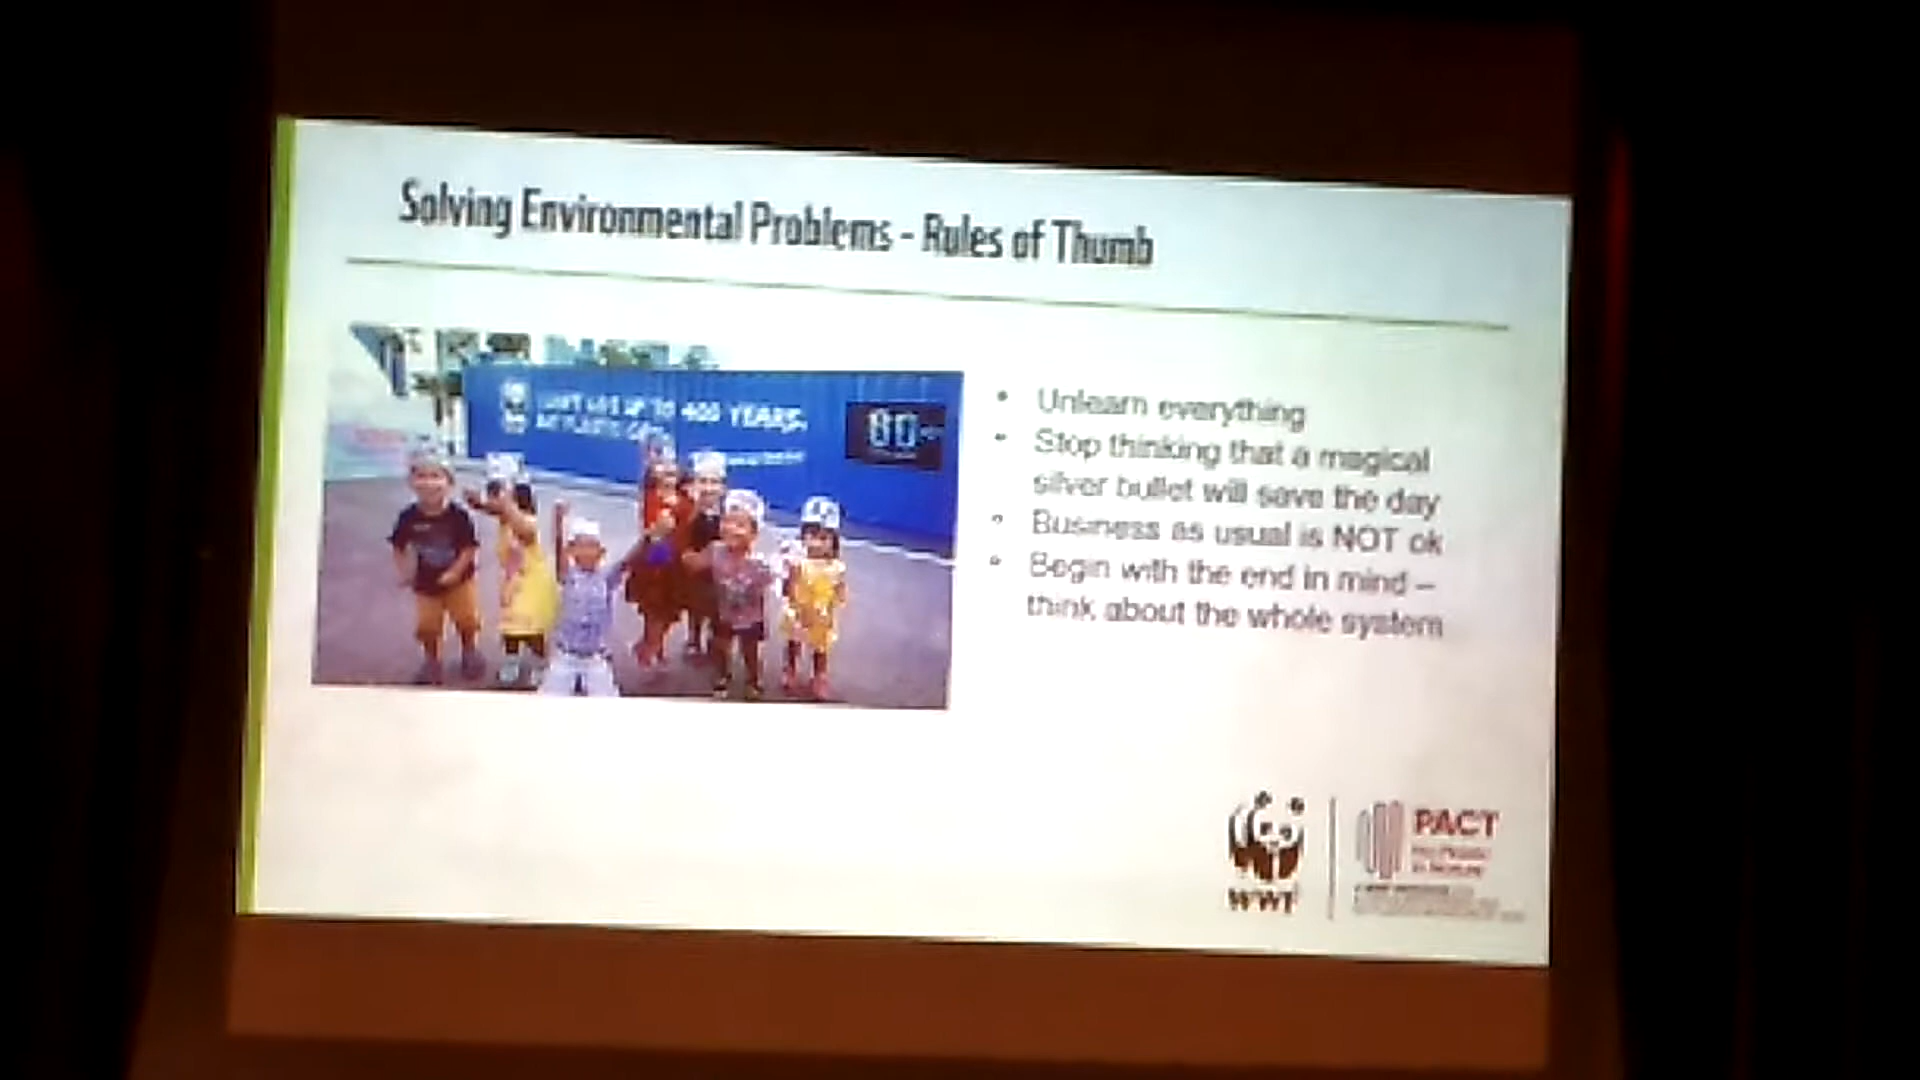 Solving Environmental Problems - Rules of Thumb
UP TO 400 YEARS.
80
• Unlearn everything
• Stop thinking that a magical
silver bullet will save the day
• Business as usual is NOT ok
• Begin with the end in mind –
think about the whole system
WWF
PACT